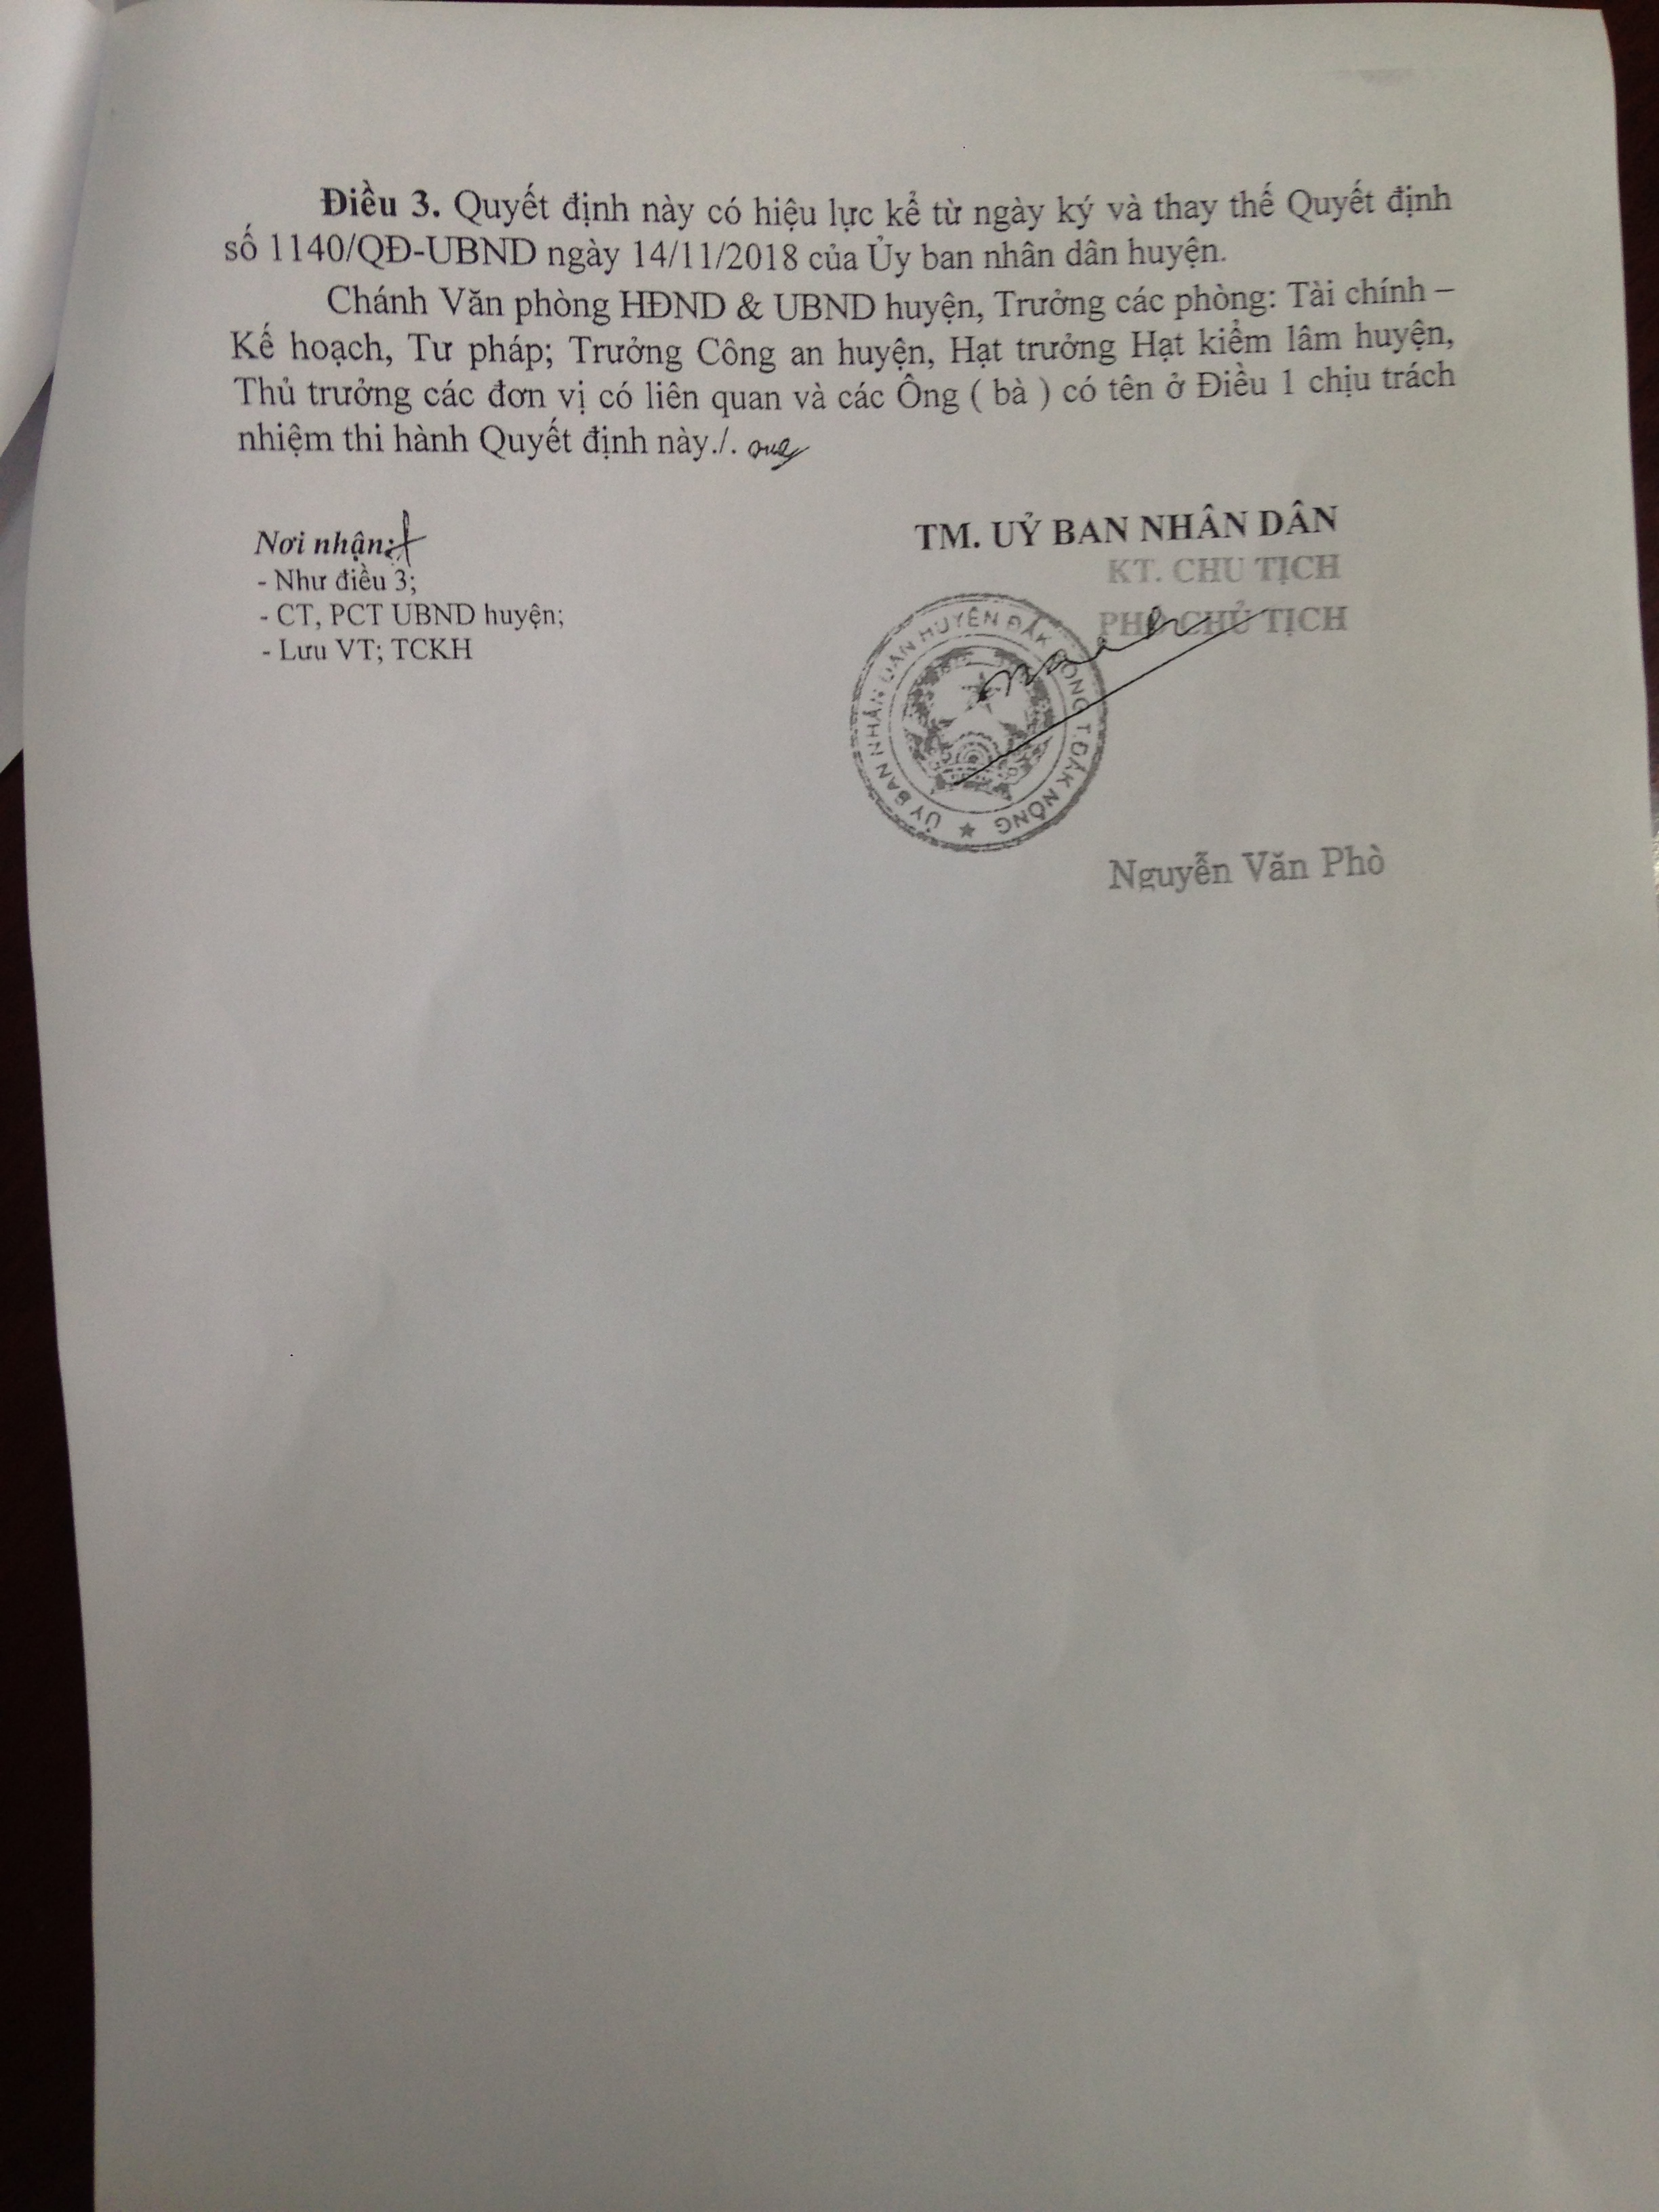 Điều 3. Quyết định này có hiệu lực kể từ ngày ký và thay thế Quyết định
số 1140/QĐ-UBND ngày 14/11/2018 của Ủy ban nhân dân huyện.
Chánh Văn phòng HĐND & UBND huyện, Trưởng các phòng: Tài chính –
Kế hoạch, Tư pháp; Trưởng Công an huyện, Hạt trưởng Hạt kiểm lâm huyện,
Thủ trưởng các đơn vị có liên quan và các Ông ( bà ) có tên ở Điều 1 chịu trách
nhiệm thi hành Quyết định này./.
Nơi nhận:
- Như điều 3;
- CT, PCT UBND huyện;
- Lưu VT; TCKH
TM. UỶ BAN NHÂN DÂN
KT. CHỦ TỊCH
PHÓ CHỦ TỊCH
ỦY BAN NHÂN DÂN HUYỆN ĐẮK SONG T.ĐẮK NÔNG
Nguyễn Văn Phò